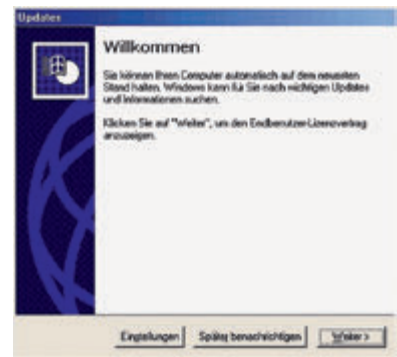 Updates
Willkommen
Sie können Ihren Computer automatisch auf dem neuesten
Stand halten. Windows kann für Sie nach wichtigen Updates
und Informationen suchen.
Klicken Sie auf "Weiter", um den Endbenutzer-Lizenzvertrag
anzuzeigen.
Einstellungen
Später benachrichtigen
Weiter >